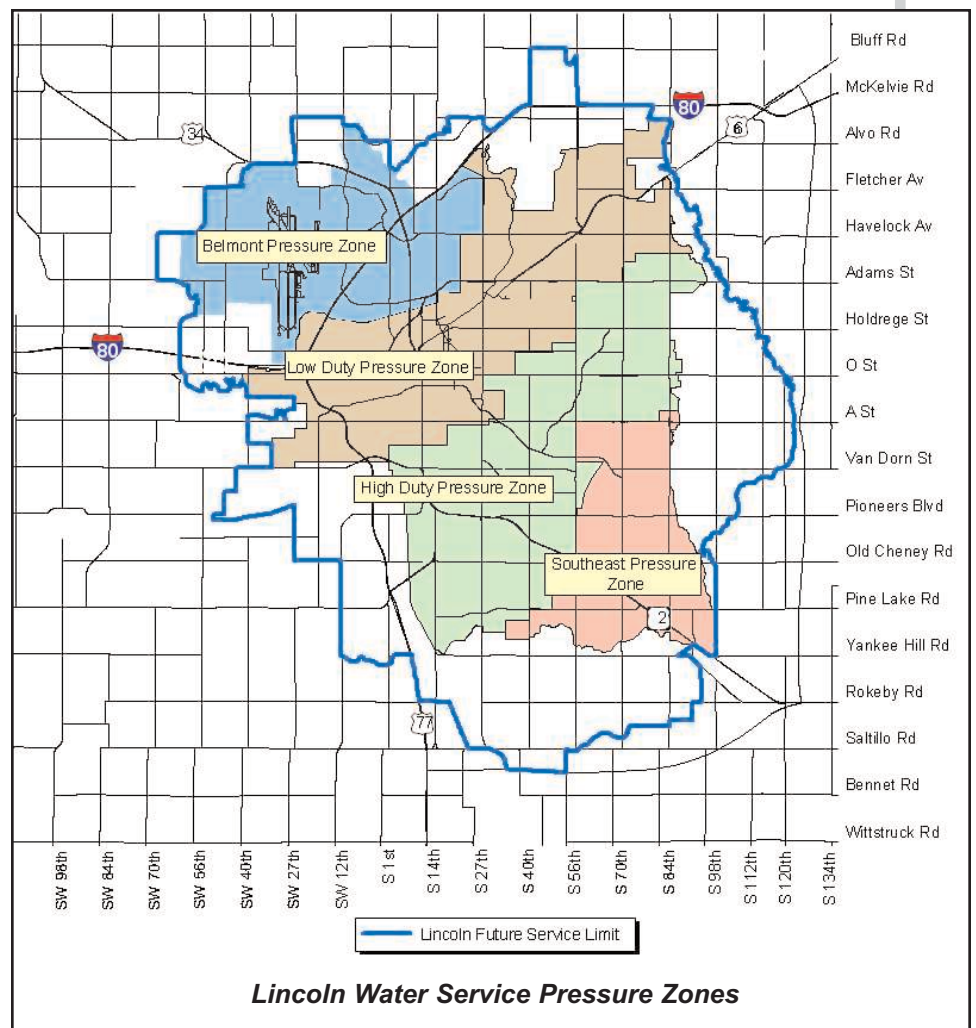 Bluff Rd
80
McKelvie Rd
34
6
Alvo Rd
Fletcher Av
Havelock Av
Belmont Pressure Zone
Adams St
Holdrege St
80
Low Duty Pressure Zone
O St
A St
Van Dorn St
High Duty Pressure Zone
Pioneers Blvd
Old Cheney Rd
Southeast Pressure
Zone
Pine Lake Rd
2
Yankee Hill Rd
Rokeby Rd
77
Saltillo Rd
Bennet Rd
Wittstruck Rd
SW 98th
SW 84th
SW 70th
SW 56th
SW 40th
SW 27th
SW 12th
S 1st
S 14th
S 27th
S 40th
S 56th
S 70th
S 84th
S 98th
S 112th
S 120th
S 134th
Lincoln Future Service Limit
Lincoln Water Service Pressure Zones